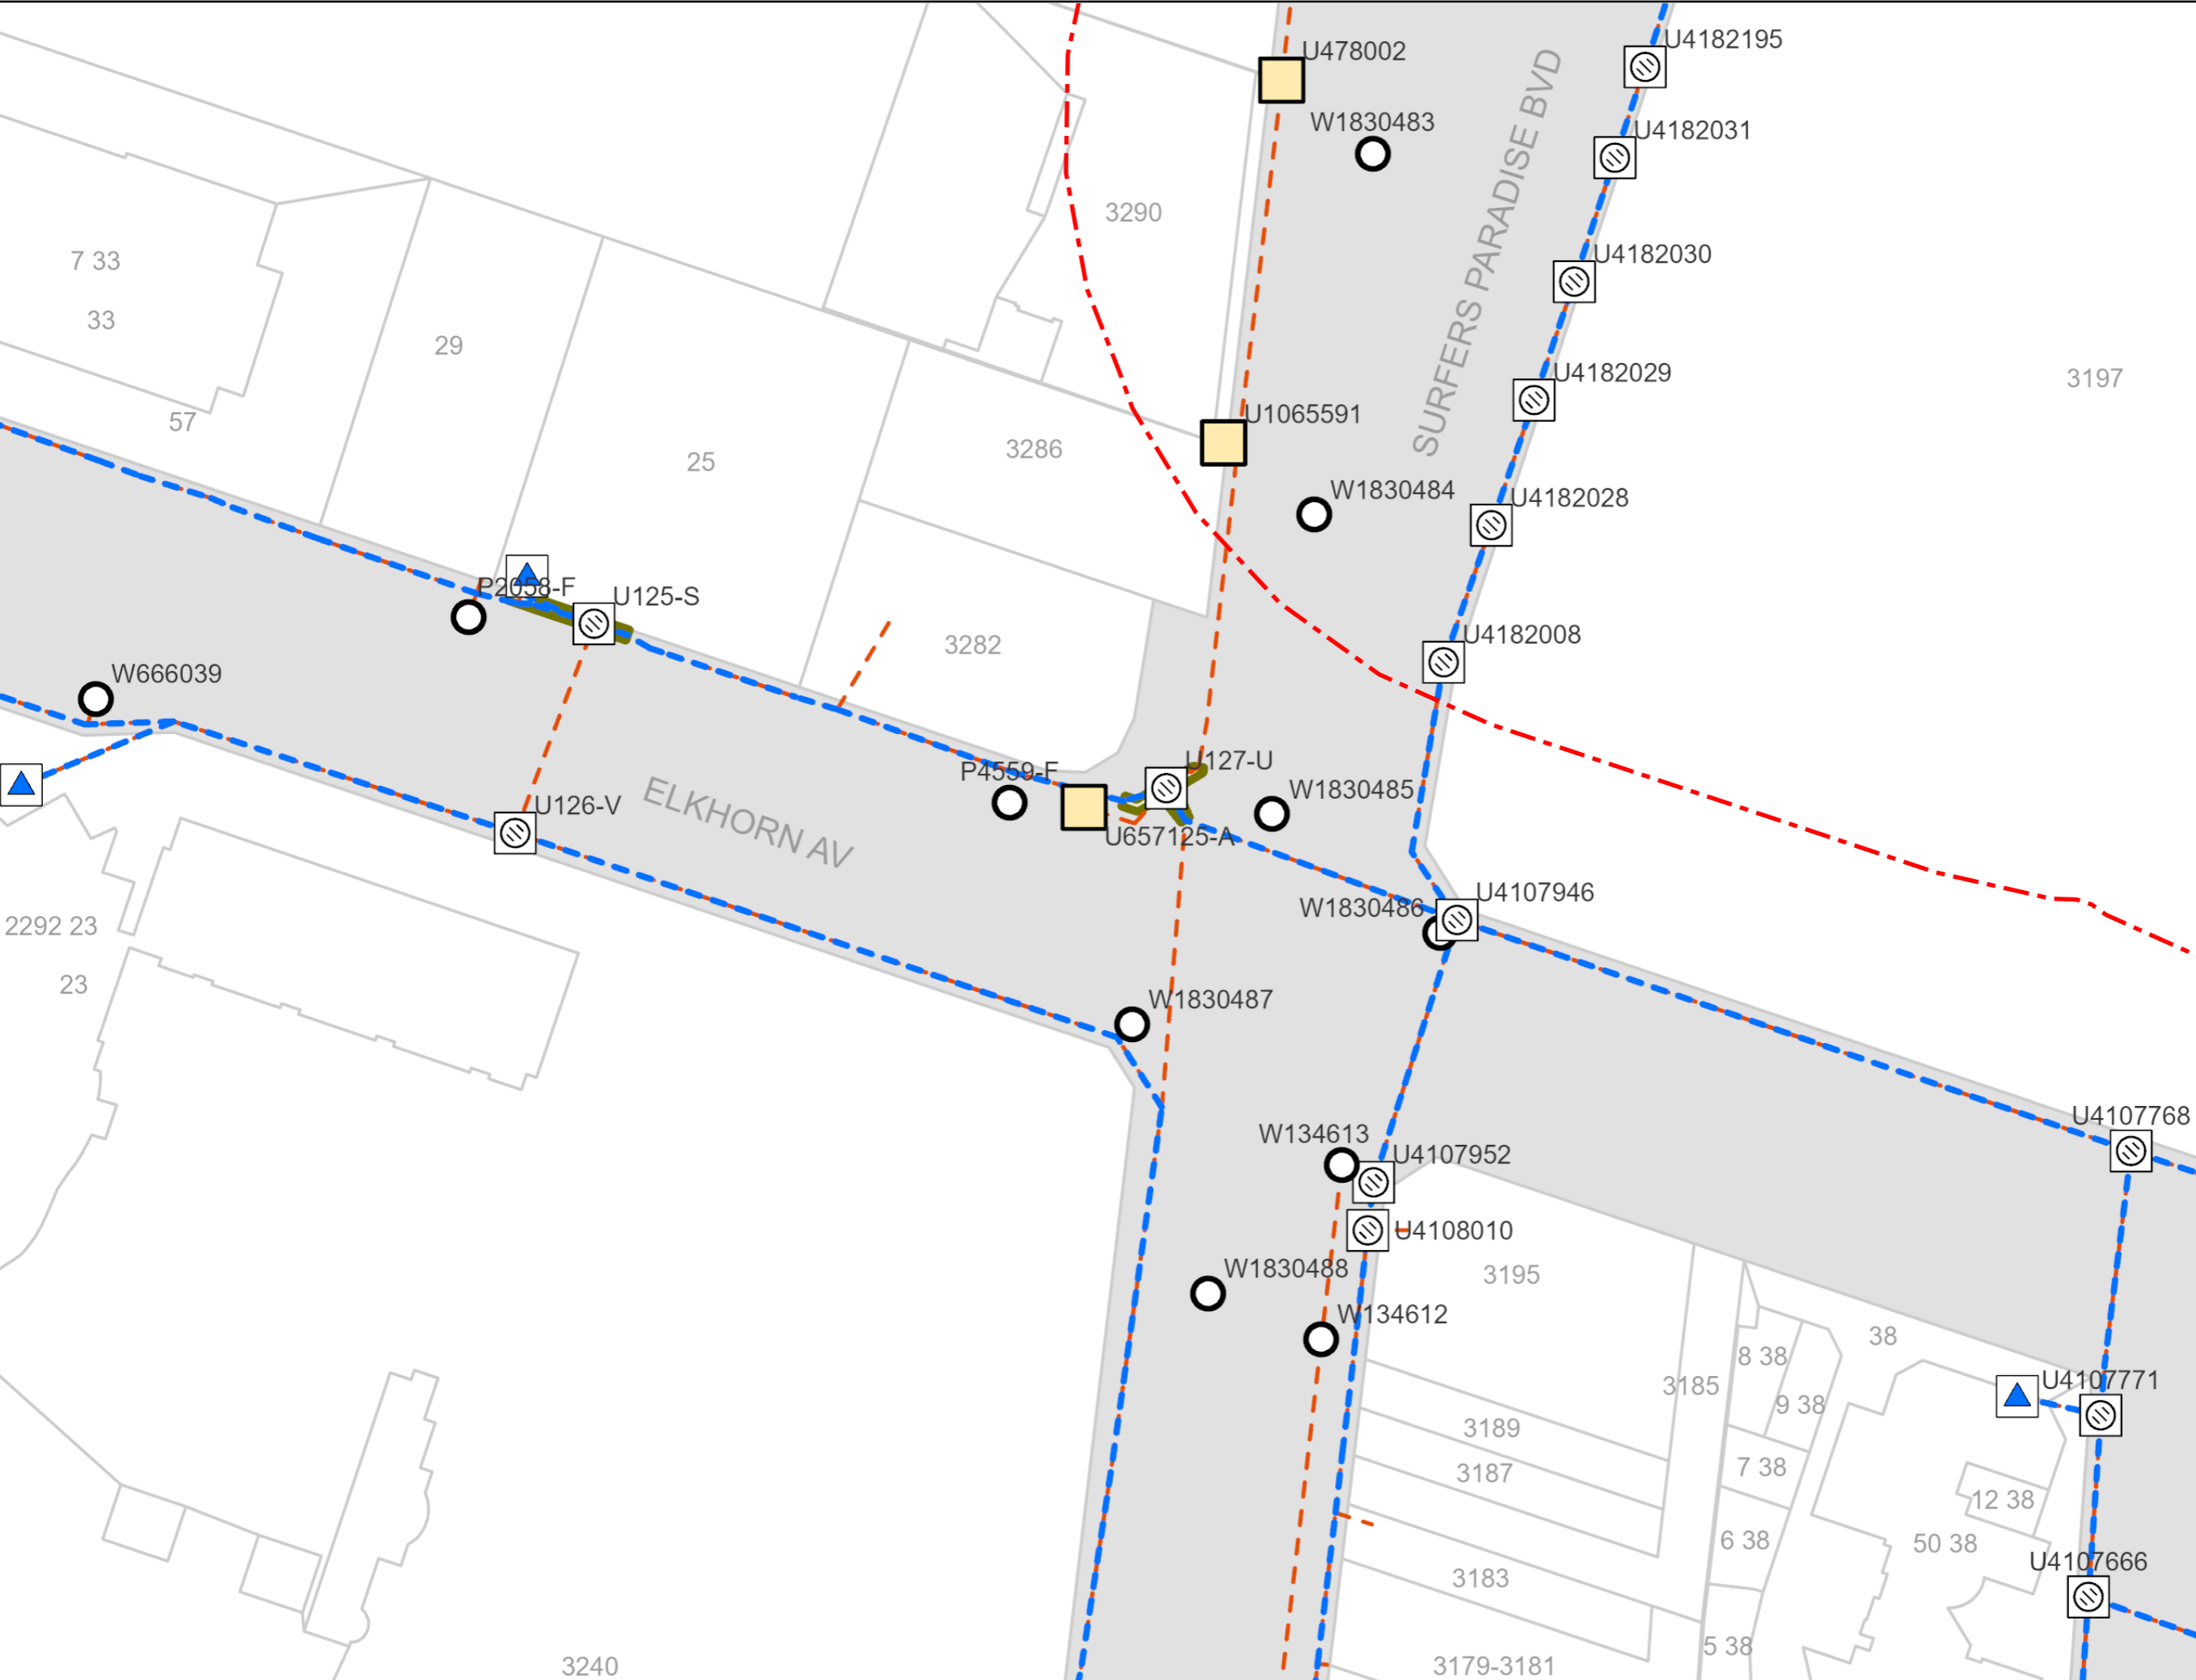 U4182195
U478002
SURFERS PARADISE BVD
W1830483
U4182031
3290
7 33
U4182030
33
29
U4182029
3197
U1065591
57
25
3286
W1830484
U4182028
P2058-F
U125-S
U4182008
3282
W666039
U127-U
P4559-F
W1830485
U126-V
ELKHORN AV
U657125-A
U4107946
W1830486
2292 23
23
W1830487
U4107768
W134613
U4107952
U4108010
W1830488
3195
W134612
38
8 38
U4107771
3185
9 38
3189
7 38
3187
12 38
6 38
50 38
U4107666
3183
5 38
3240
3179-3181